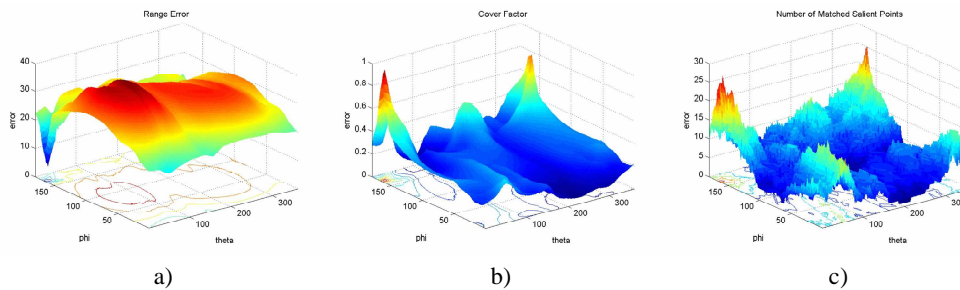 Range Error
40
30
20
10
0
error
150
100
50
phi
100
200
300
theta
a)
Cover Factor
1
0.8
0.6
0.4
0.2
0
error
150
100
50
phi
100
200
300
theta
b)
Number of Matched Salient Points
30
25
20
15
10
5
0
error
150
100
50
phi
100
200
300
theta
c)